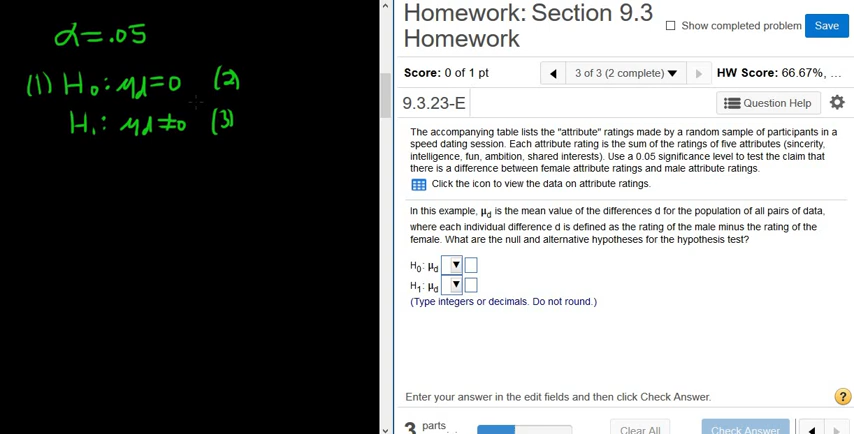 α = .05
(1) H₀: μd = 0 (2)
H₁: μd ≠ 0 (3)
Homework: Section 9.3
Homework
Show completed problem
Save
Score: 0 of 1 pt
3 of 3 (2 complete)
HW Score: 66.67%, ...
9.3.23-E
Question Help
The accompanying table lists the "attribute" ratings made by a random sample of participants in a
speed dating session. Each attribute rating is the sum of the ratings of five attributes (sincerity,
intelligence, fun, ambition, shared interests). Use a 0.05 significance level to test the claim that
there is a difference between female attribute ratings and male attribute ratings.
Click the icon to view the data on attribute ratings.
In this example, μd is the mean value of the differences d for the population of all pairs of data,
where each individual difference d is defined as the rating of the male minus the rating of the
female. What are the null and alternative hypotheses for the hypothesis test?
H₀: μd
H₁: μd
(Type integers or decimals. Do not round.)
Enter your answer in the edit fields and then click Check Answer.
?
3 parts
Clear All
Check Answer